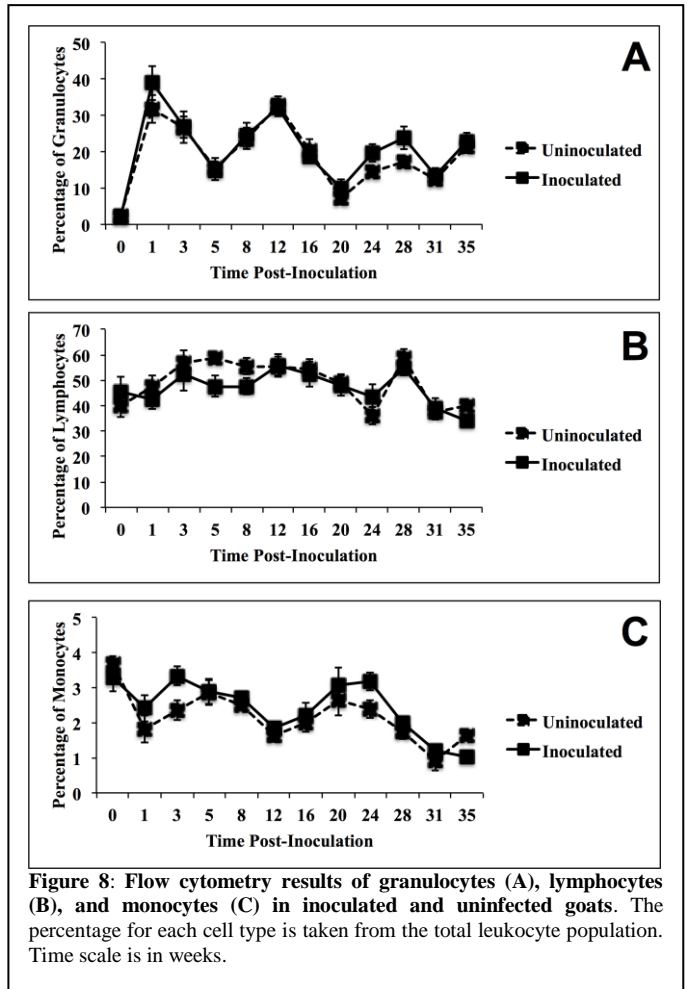 A
50
40
30
20
10
0
Percentage of Granulocytes
0 1 3 5 8 12 16 20 24 28 31 35
Time Post-Inoculation
Uninoculated
Inoculated
B
70
60
50
40
30
20
10
0
Percentage of Lymphocytes
0 1 3 5 8 12 16 20 24 28 31 35
Time Post-Inoculation
Uninoculated
Inoculated
C
5
4
3
2
1
0
Percentage of Monocytes
0 1 3 5 8 12 16 20 24 28 31 35
Time Post-Inoculation
Uninoculated
Inoculated
Figure 8: Flow cytometry results of granulocytes (A), lymphocytes
(B), and monocytes (C) in inoculated and uninfected goats. The
percentage for each cell type is taken from the total leukocyte population.
Time scale is in weeks.